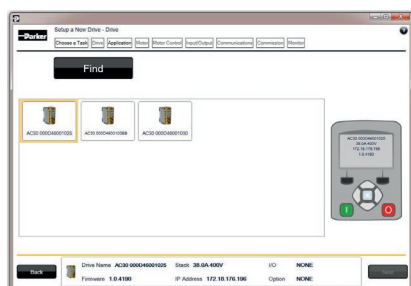 Parker
Setup a New Drive - Drive
Choose a Task Drive Application Motor Motor Control Input/Output Communications Commission Monitor
Find
AC30 000D46001025
AC30 000D46001030
AC30 000D46001025
38.0A 400V
172.18.176.196
1.0.4190
Back
Drive Name AC30 000D46001025 Stack 38.0A 400V I/O NONE
Firmware 1.0.4190 IP Address 172.18.176.196 Option NONE
Next